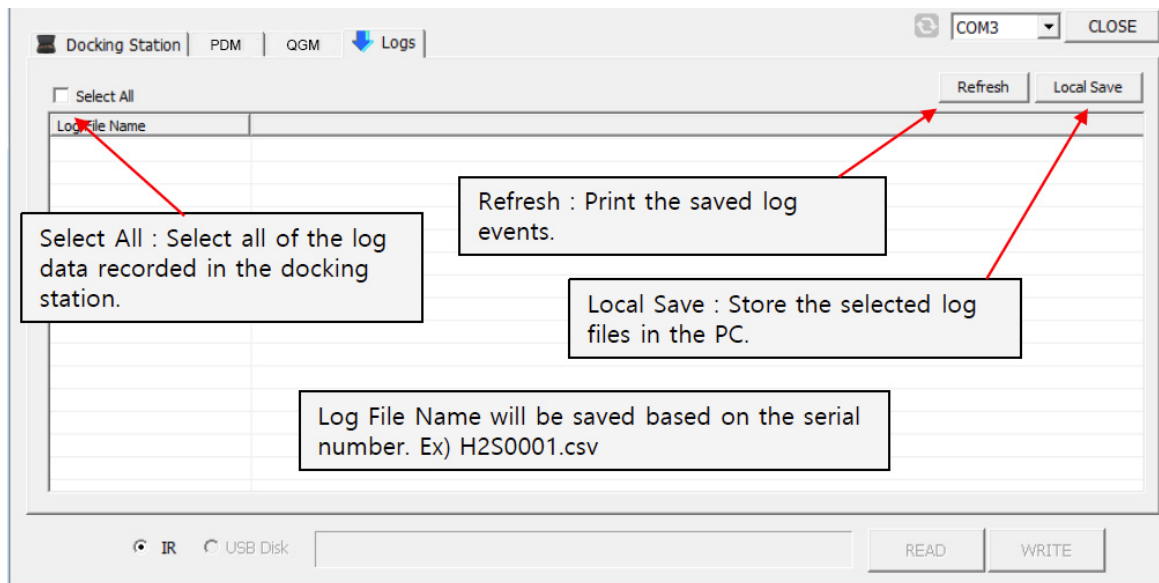 COM3 CLOSE
Docking Station PDM QGM Logs
Refresh Local Save
Select All
Log File Name
Refresh : Print the saved log
events.
Select All : Select all of the log
data recorded in the docking
station.
Local Save : Store the selected log
files in the PC.
Log File Name will be saved based on the serial
number. Ex) H2S0001.csv
IR USB Disk READ WRITE